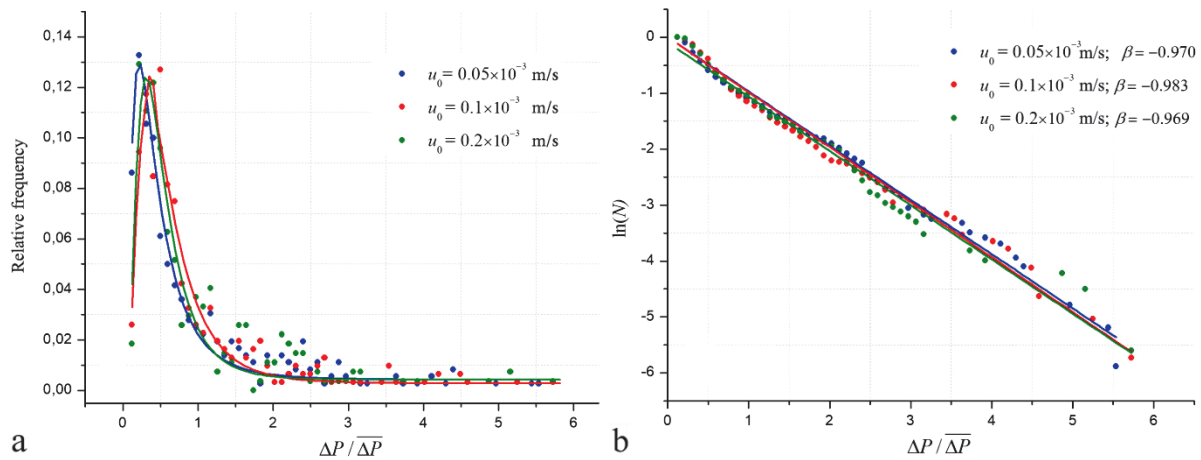 0,14
0,12
0,10
0,08
0,06
0,04
0,02
0,00
Relative frequency
u₀ = 0.05×10⁻³ m/s
u₀ = 0.1×10⁻³ m/s
u₀ = 0.2×10⁻³ m/s
0 1 2 3 4 5 6
ΔP / \overline{ΔP}
a
0
-1
-2
-3
-4
-5
-6
ln(N)
u₀ = 0.05×10⁻³ m/s; β = −0.970
u₀ = 0.1×10⁻³ m/s; β = −0.983
u₀ = 0.2×10⁻³ m/s; β = −0.969
0 1 2 3 4 5 6
ΔP / \overline{ΔP}
b